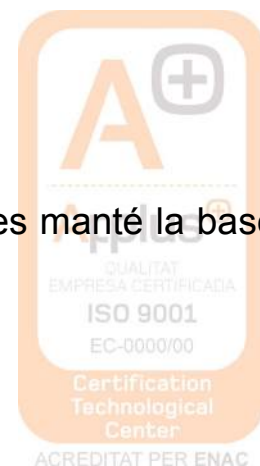 A+
es manté la base
Applus+
QUALITAT
EMPRESA CERTIFICADA
ISO 9001
EC-0000/00
Certification
Technological
Center
ACREDITAT PER ENAC